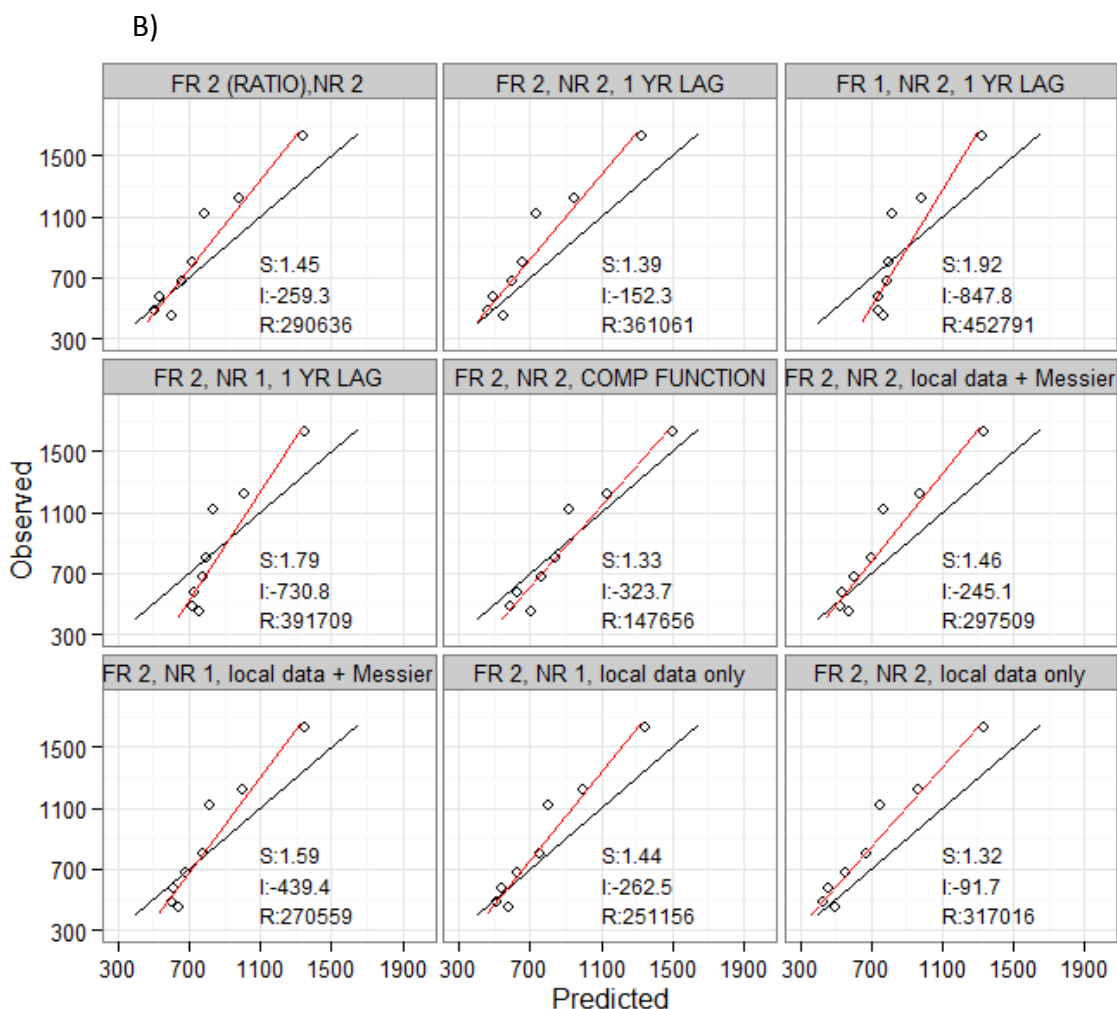 B)
FR 2 (RATIO),NR 2
FR 2, NR 2, 1 YR LAG
FR 1, NR 2, 1 YR LAG
1500
1100
700
300
S:1.45
I:-259.3
R:290636
S:1.39
I:-152.3
R:361061
S:1.92
I:-847.8
R:452791
FR 2, NR 1, 1 YR LAG
FR 2, NR 2, COMP FUNCTION
FR 2, NR 2, local data + Messier
Observed
1500
1100
700
300
S:1.79
I:-730.8
R:391709
S:1.33
I:-323.7
R:147656
S:1.46
I:-245.1
R:297509
FR 2, NR 1, local data + Messier
FR 2, NR 1, local data only
FR 2, NR 2, local data only
1500
1100
700
300
S:1.59
I:-439.4
R:270559
S:1.44
I:-262.5
R:251156
S:1.32
I:-91.7
R:317016
300 700 1100 1500 1900
300 700 1100 1500 1900
300 700 1100 1500 1900
Predicted